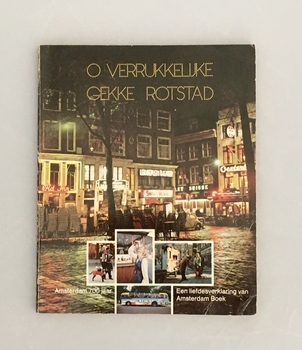 O VERRUKKELIJKE
GEKKE ROTSTAD
Amsterdam 700 jaar
Een liefdesverklaring van
Amsterdam Boek